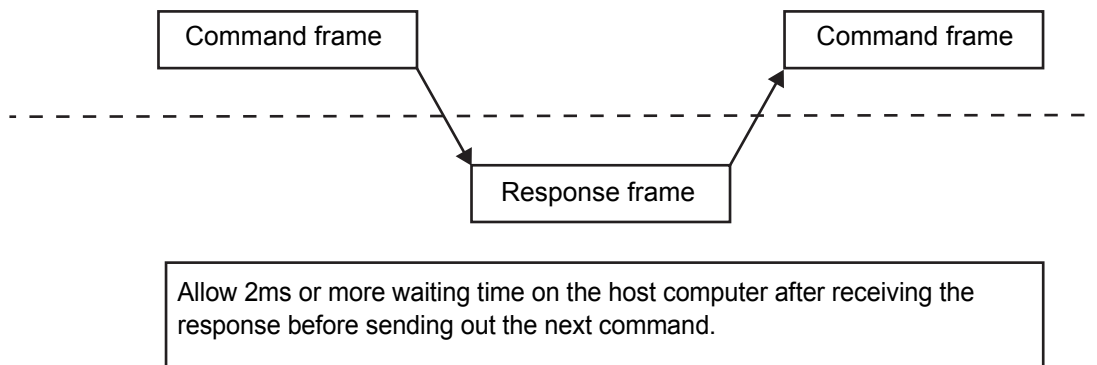 Command frame
Command frame
Response frame
Allow 2ms or more waiting time on the host computer after receiving the
response before sending out the next command.